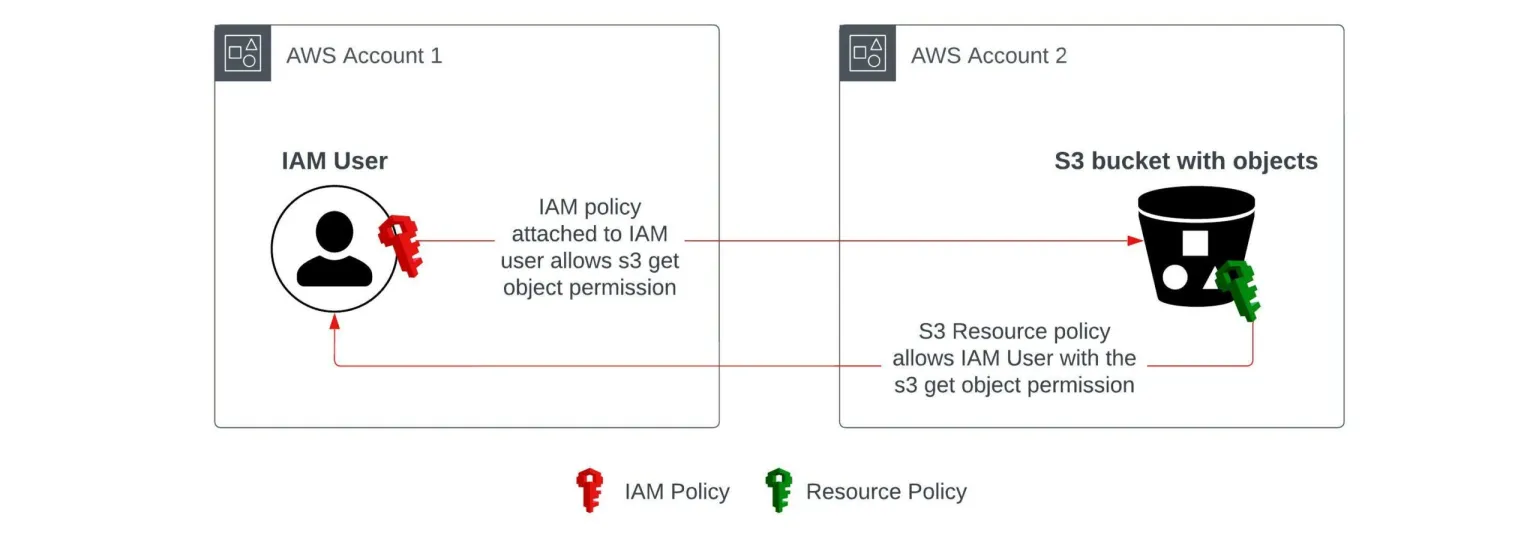 AWS Account 1
AWS Account 2
IAM User
S3 bucket with objects
IAM policy
attached to IAM
user allows s3 get
object permission
S3 Resource policy
allows IAM User with the
s3 get object permission
IAM Policy
Resource Policy